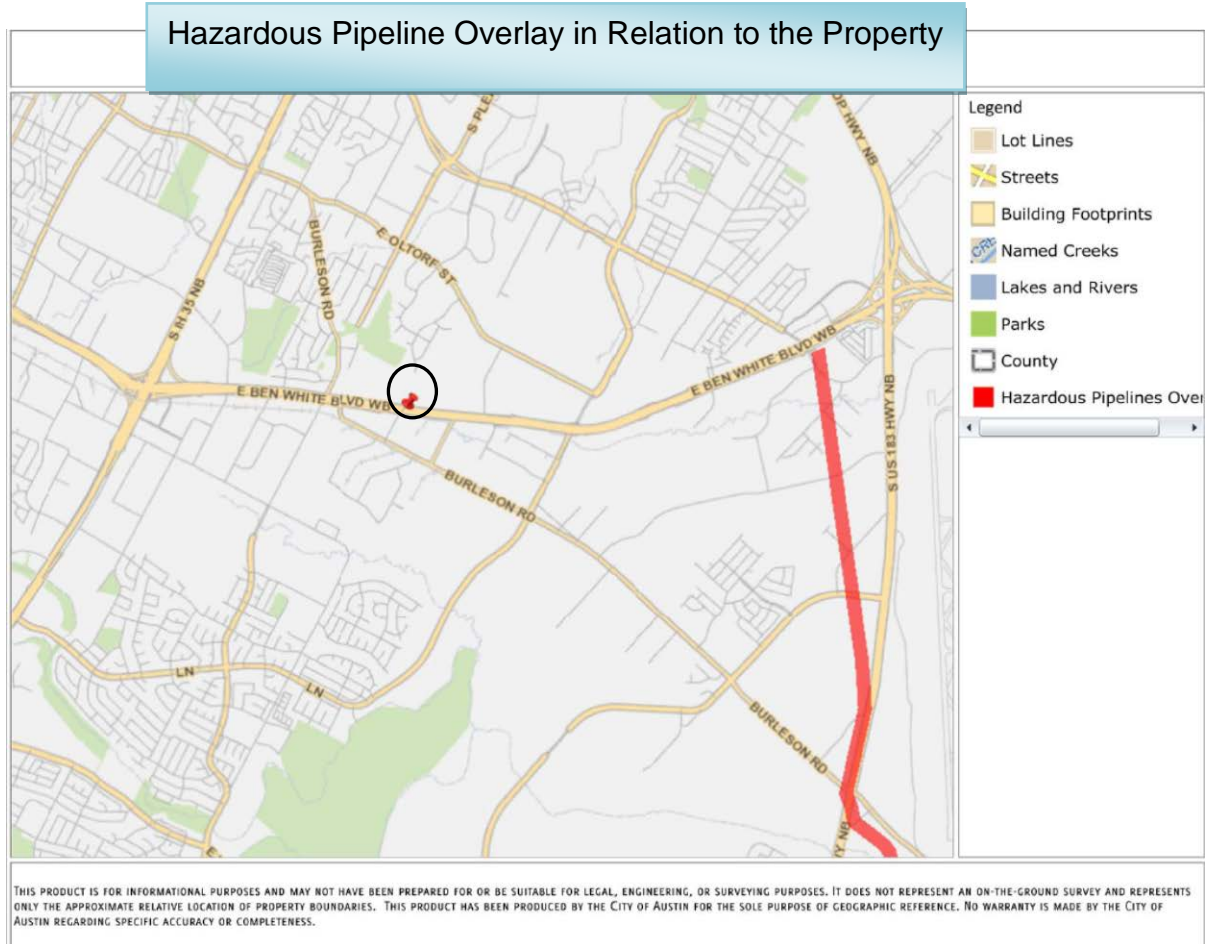 Hazardous Pipeline Overlay in Relation to the Property
Legend
Lot Lines
Streets
Building Footprints
Named Creeks
Lakes and Rivers
Parks
County
Hazardous Pipelines Over
S PLE
OP HWY NB
BURLESON RD
E OLTORF ST
S IH 35 NB
E BEN WHITE BLVD WB
E BEN WHITE BLVD WB
S US 183 HWY NB
BURLESON RD
LN
LN
BURLESON RD
Y NB
THIS PRODUCT IS FOR INFORMATIONAL PURPOSES AND MAY NOT HAVE BEEN PREPARED FOR OR BE SUITABLE FOR LEGAL, ENGINEERING, OR SURVEYING PURPOSES. IT DOES NOT REPRESENT AN ON-THE-GROUND SURVEY AND REPRESENTS
ONLY THE APPROXIMATE RELATIVE LOCATION OF PROPERTY BOUNDARIES. THIS PRODUCT HAS BEEN PRODUCED BY THE CITY OF AUSTIN FOR THE SOLE PURPOSE OF GEOGRAPHIC REFERENCE. NO WARRANTY IS MADE BY THE CITY OF
AUSTIN REGARDING SPECIFIC ACCURACY OR COMPLETENESS.